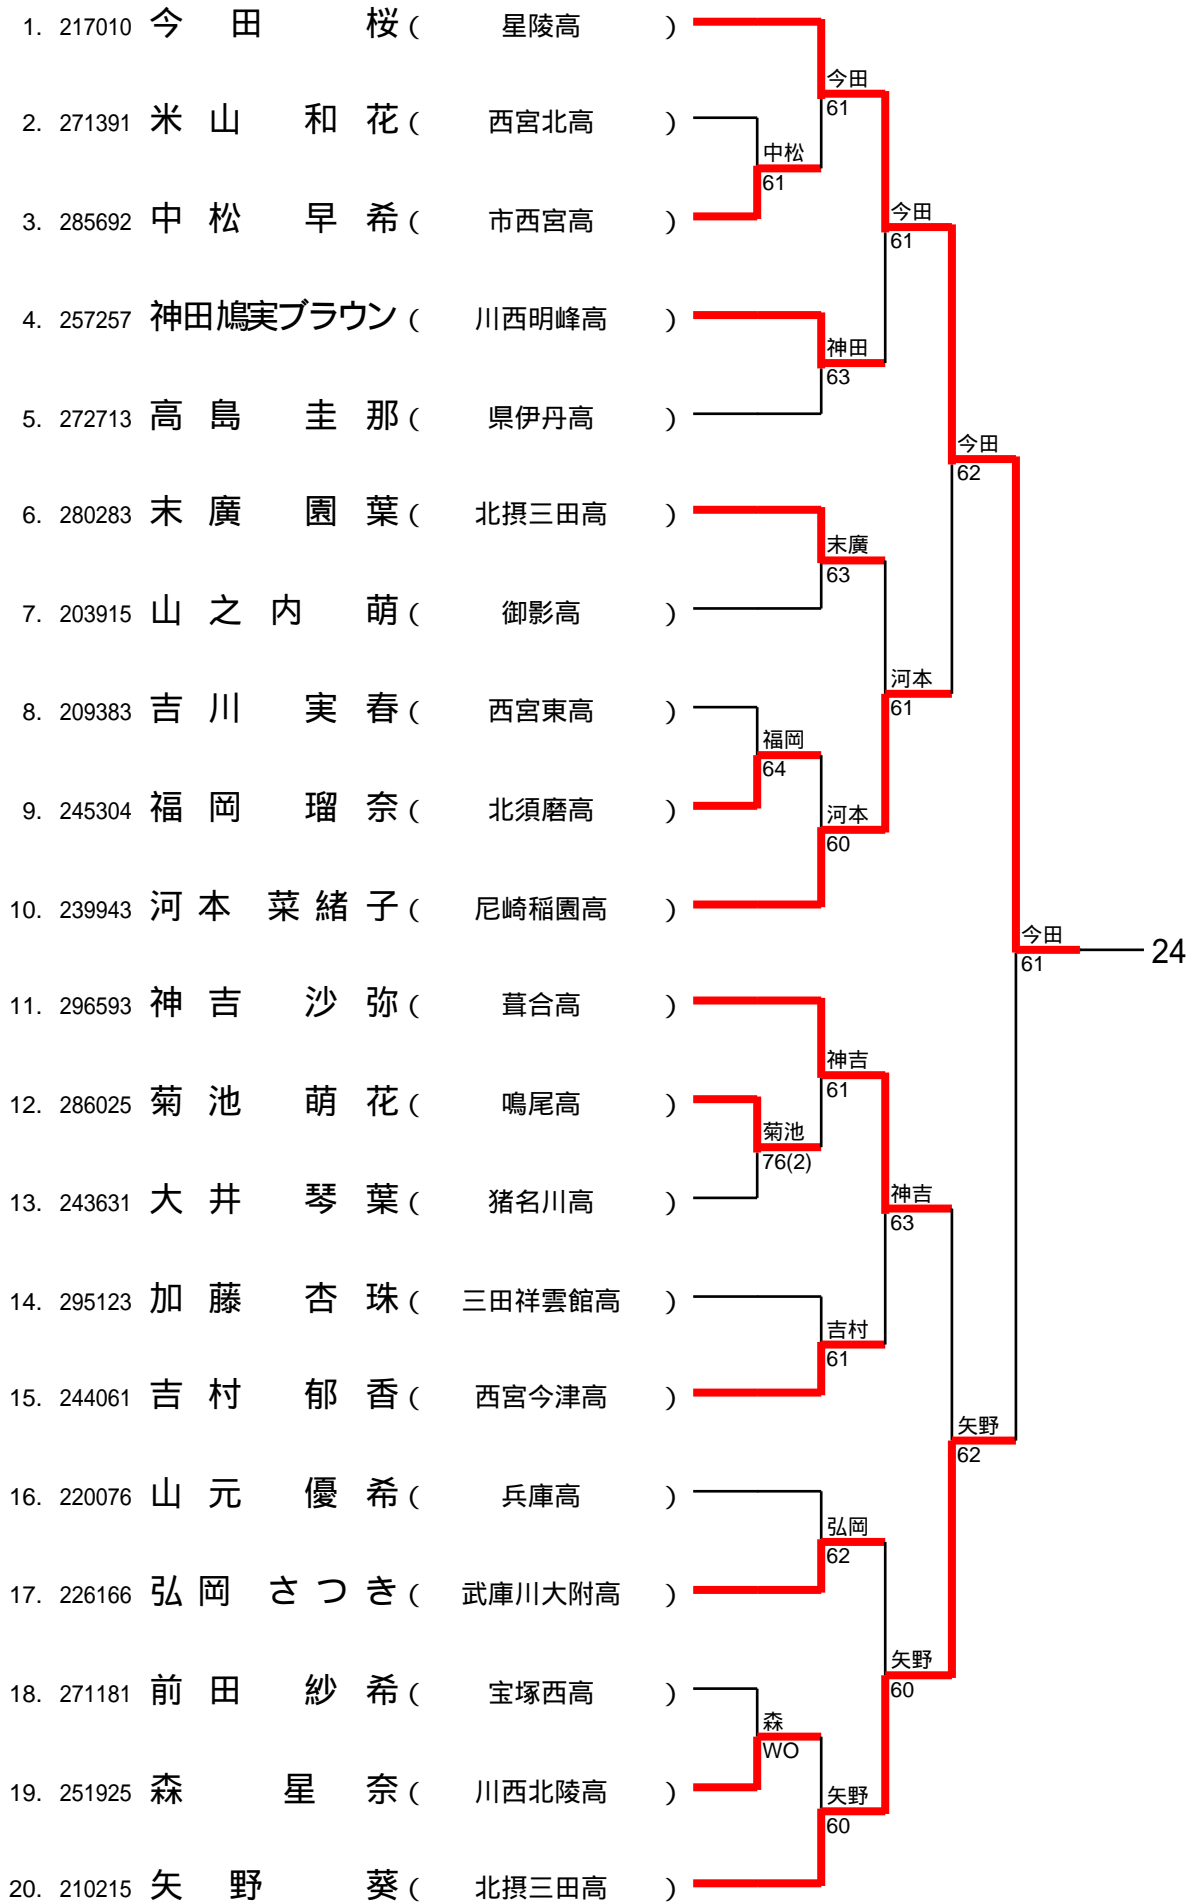 1. 217010 今田 桜 ( 星陵高 )
今田
61
2. 271391 米山 和花 ( 西宮北高 )
中松
61
3. 285692 中松 早希 ( 市西宮高 )
今田
61
4. 257257 神田鳩実ブラウン ( 川西明峰高 )
神田
63
5. 272713 高島 圭那 ( 県伊丹高 )
今田
62
6. 280283 末廣 園葉 ( 北摂三田高 )
末廣
63
7. 203915 山之内 萌 ( 御影高 )
河本
61
8. 209383 吉川 実春 ( 西宮東高 )
福岡
64
9. 245304 福岡 瑠奈 ( 北須磨高 )
河本
60
10. 239943 河本 菜緒子 ( 尼崎稲園高 )
今田
61
24
11. 296593 神吉 沙弥 ( 葺合高 )
神吉
61
12. 286025 菊池 萌花 ( 鳴尾高 )
菊池
76(2)
13. 243631 大井 琴葉 ( 猪名川高 )
神吉
63
14. 295123 加藤 杏珠 ( 三田祥雲館高 )
吉村
61
15. 244061 吉村 郁香 ( 西宮今津高 )
矢野
62
16. 220076 山元 優希 ( 兵庫高 )
弘岡
62
17. 226166 弘岡 さつき ( 武庫川大附高 )
矢野
60
18. 271181 前田 紗希 ( 宝塚西高 )
森
WO
19. 251925 森 星奈 ( 川西北陵高 )
矢野
60
20. 210215 矢野 葵 ( 北摂三田高 )